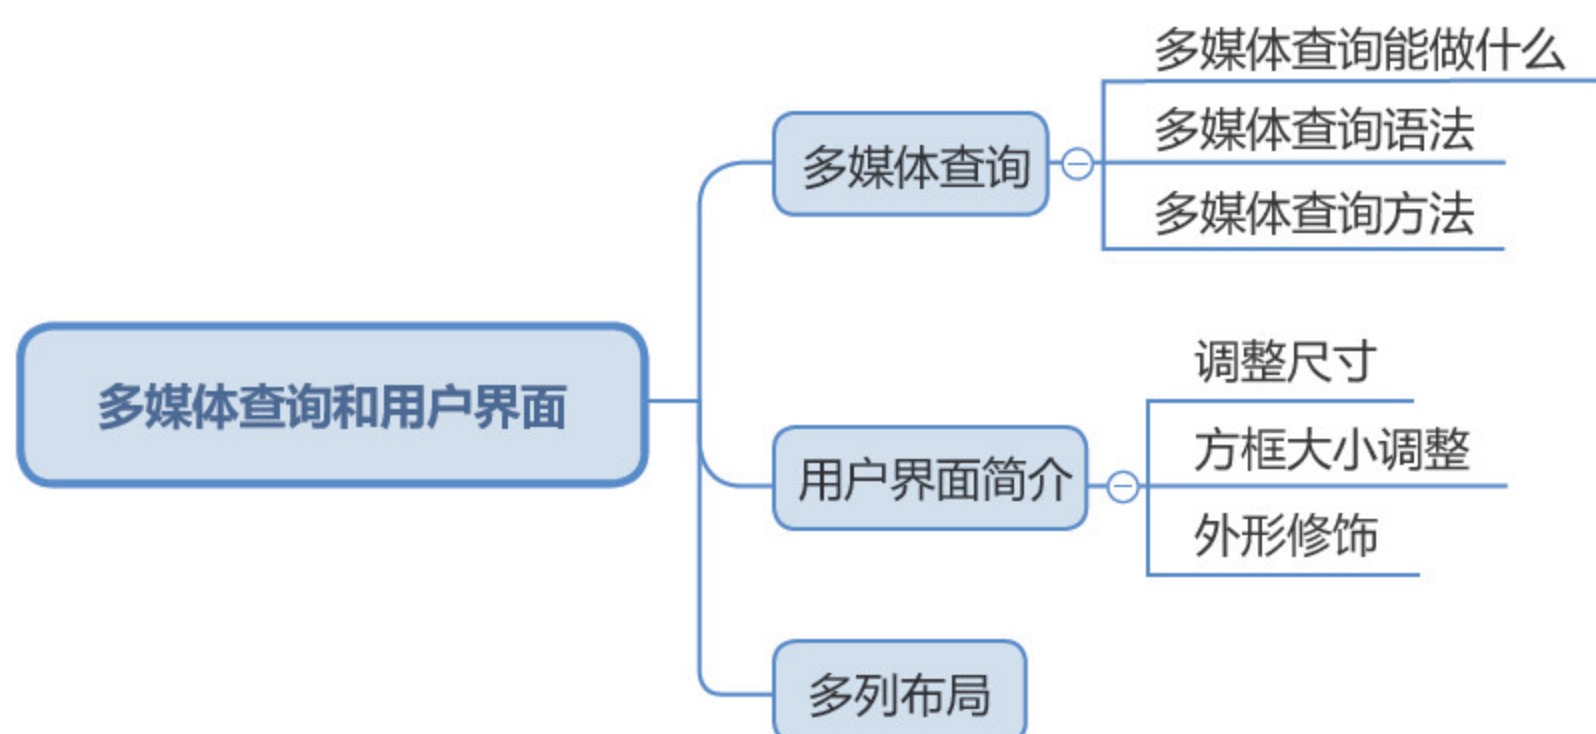 多媒体查询能做什么
多媒体查询语法
多媒体查询
多媒体查询方法
调整尺寸
多媒体查询和用户界面
方框大小调整
用户界面简介
外形修饰
多列布局